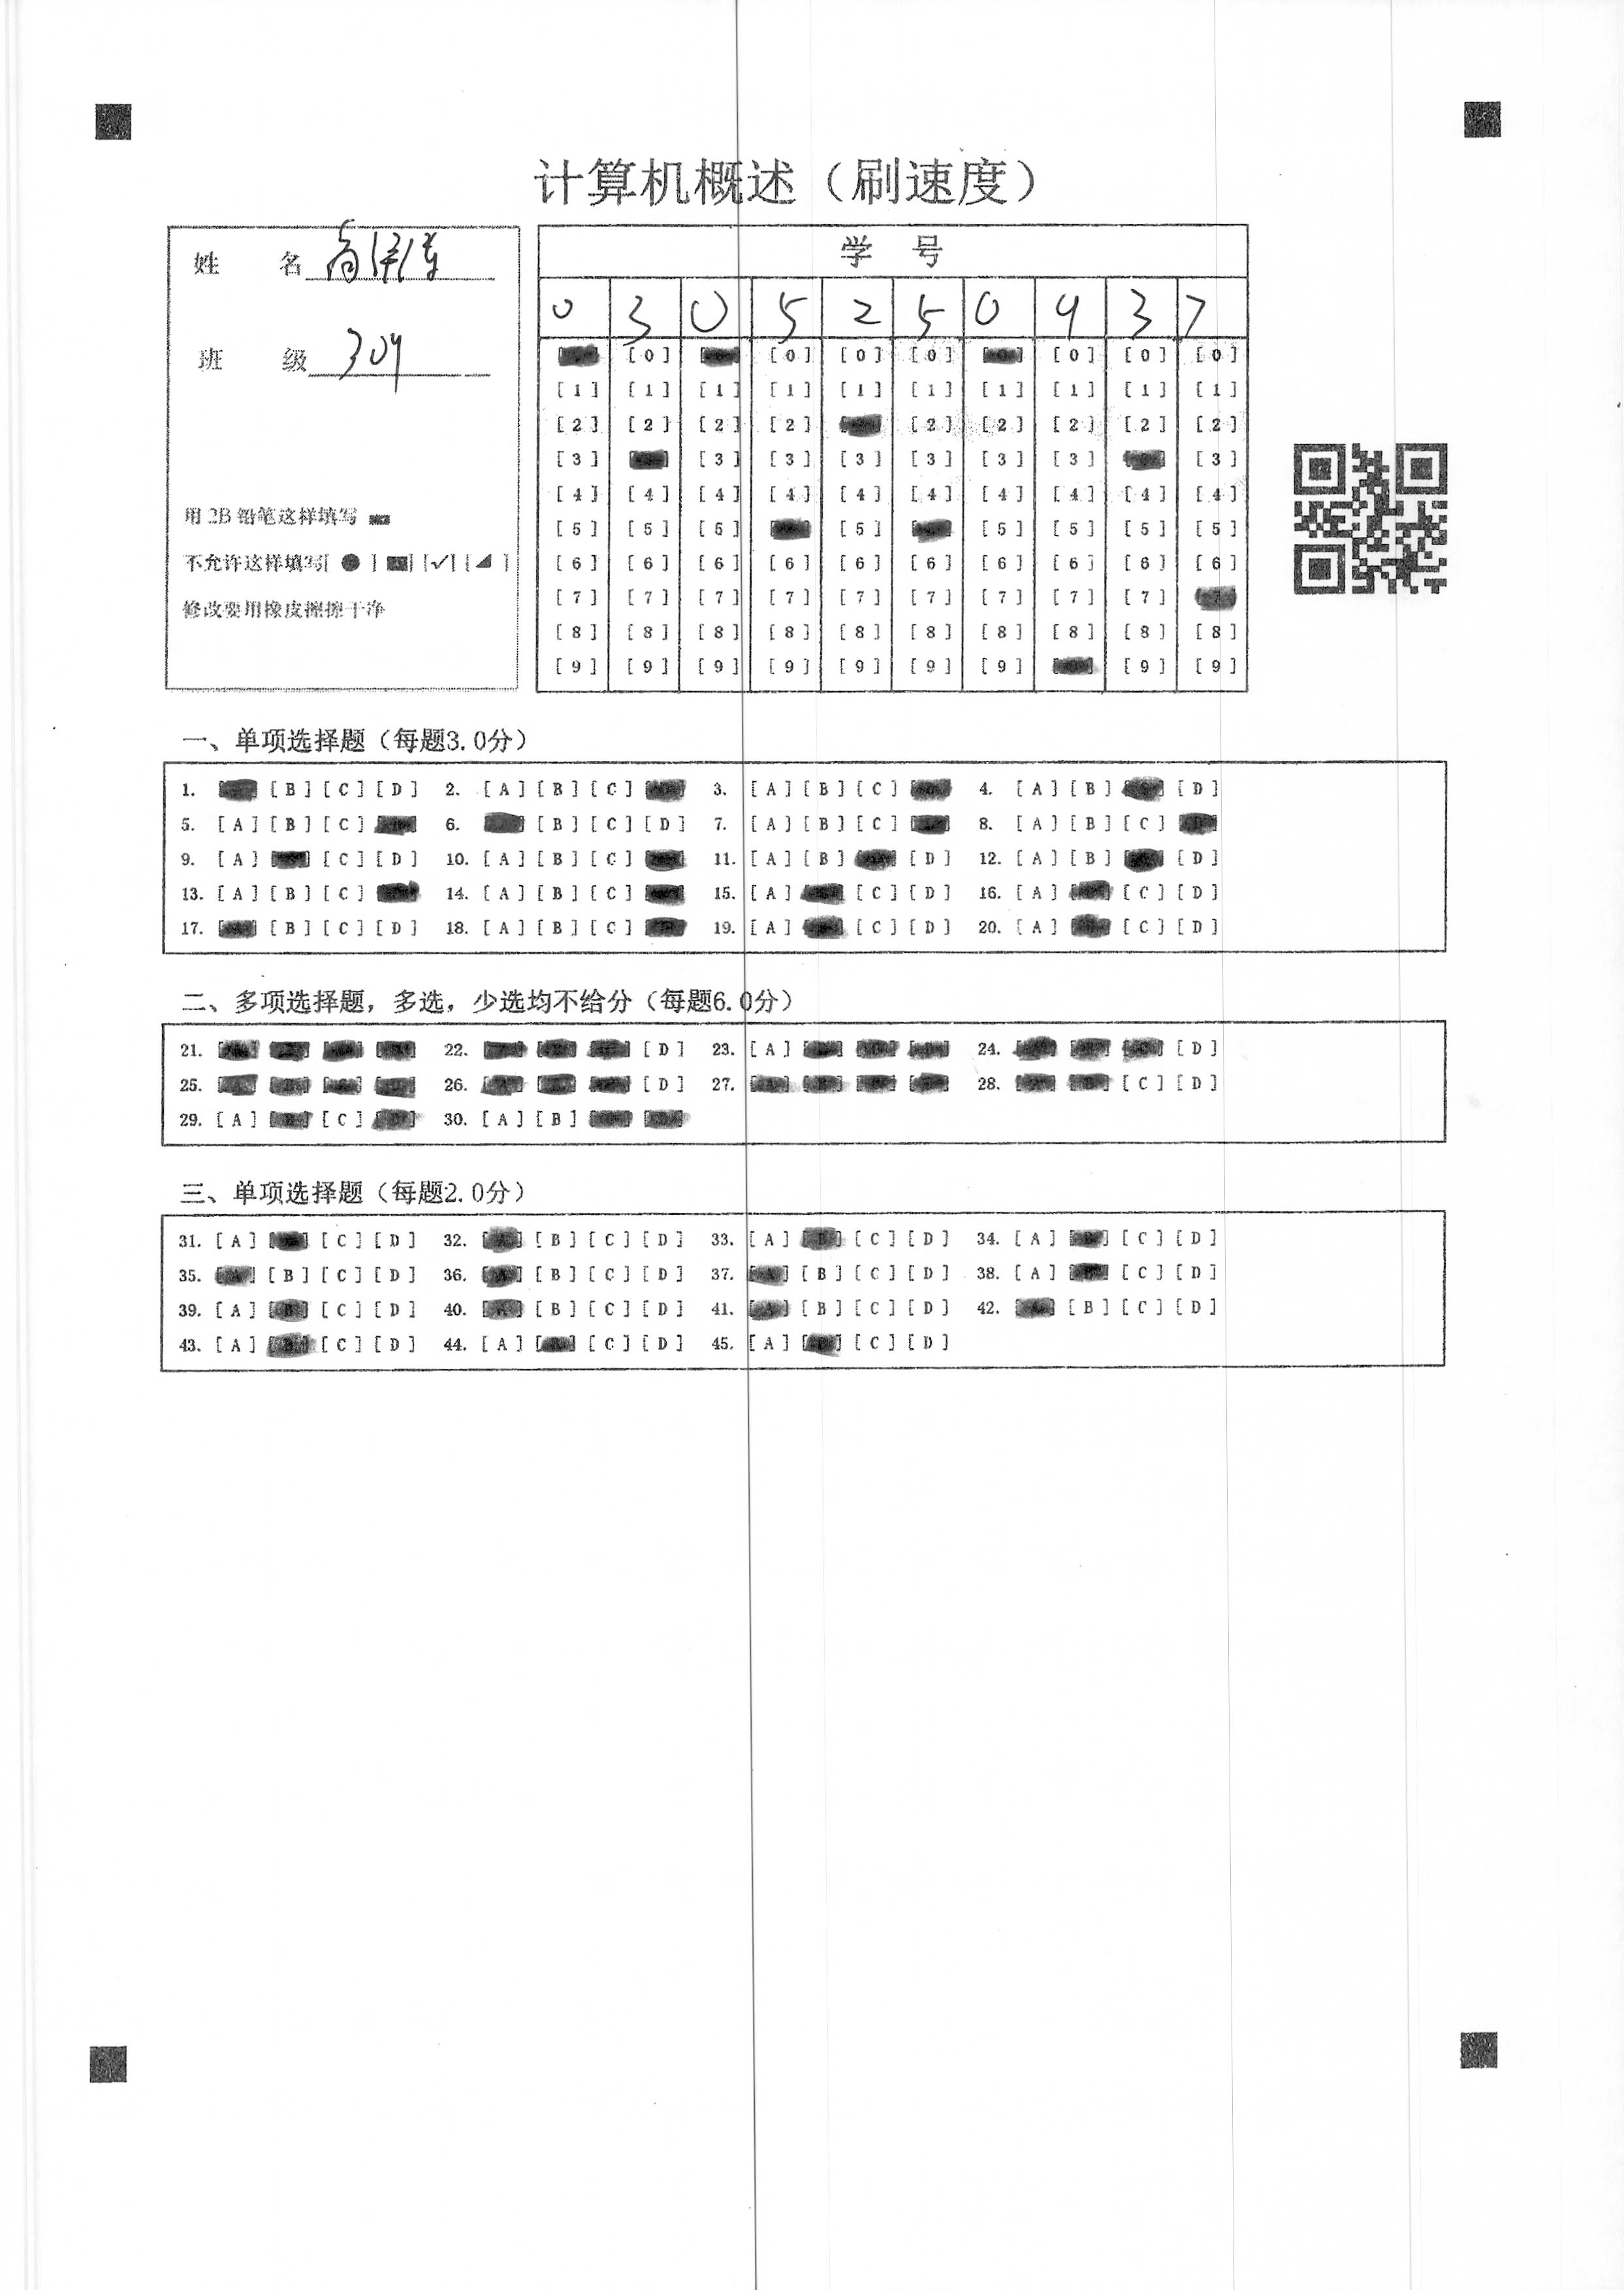 计算机概述（刷速度）
姓 名
班 级 309
用 2B 铅笔这样填写
不允许这样填写[ ● ] [■] [✓] [◢ ]
修改要用橡皮擦擦干净
学 号
0 3 0 5 2 5 0 9 3 7
[0] [0] [0] [0] [0] [0] [0]
[1] [1] [1] [1] [1] [1] [1] [1] [1] [1]
[2] [2] [2] [2] [2] [2] [2] [2] [2]
[3] [3] [3] [3] [3] [3] [3] [3]
[4] [4] [4] [4] [4] [4] [4] [4] [4] [4]
[5] [5] [5] [5] [5] [5] [5] [5]
[6] [6] [6] [6] [6] [6] [6] [6] [6] [6]
[7] [7] [7] [7] [7] [7] [7] [7] [7] [7]
[8] [8] [8] [8] [8] [8] [8] [8] [8] [8]
[9] [9] [9] [9] [9] [9] [9] [9] [9]
一、单项选择题（每题3.0分）
1. [B] [C] [D] 2. [A] [B] [C] 3. [A] [B] [C] 4. [A] [B] [D]
5. [A] [B] [C] 6. [B] [C] [D] 7. [A] [B] [C] 8. [A] [B] [C]
9. [A] [C] [D] 10. [A] [B] [C] 11. [A] [B] [D] 12. [A] [B] [D]
13. [A] [B] [C] 14. [A] [B] [C] 15. [A] [C] [D] 16. [A] [C] [D]
17. [B] [C] [D] 18. [A] [B] [C] 19. [A] [C] [D] 20. [A] [C] [D]
二、多项选择题，多选，少选均不给分（每题6.0分）
21. 22. [D] 23. [A] 24. [D]
25. 26. [D] 27. 28. [C] [D]
29. [A] [C] 30. [A] [B]
三、单项选择题（每题2.0分）
31. [A] [C] [D] 32. [B] [C] [D] 33. [A] [C] [D] 34. [A] [C] [D]
35. [B] [C] [D] 36. [B] [C] [D] 37. [B] [C] [D] 38. [A] [C] [D]
39. [A] [C] [D] 40. [B] [C] [D] 41. [B] [C] [D] 42. [B] [C] [D]
43. [A] [C] [D] 44. [A] [C] [D] 45. [A] [C] [D]